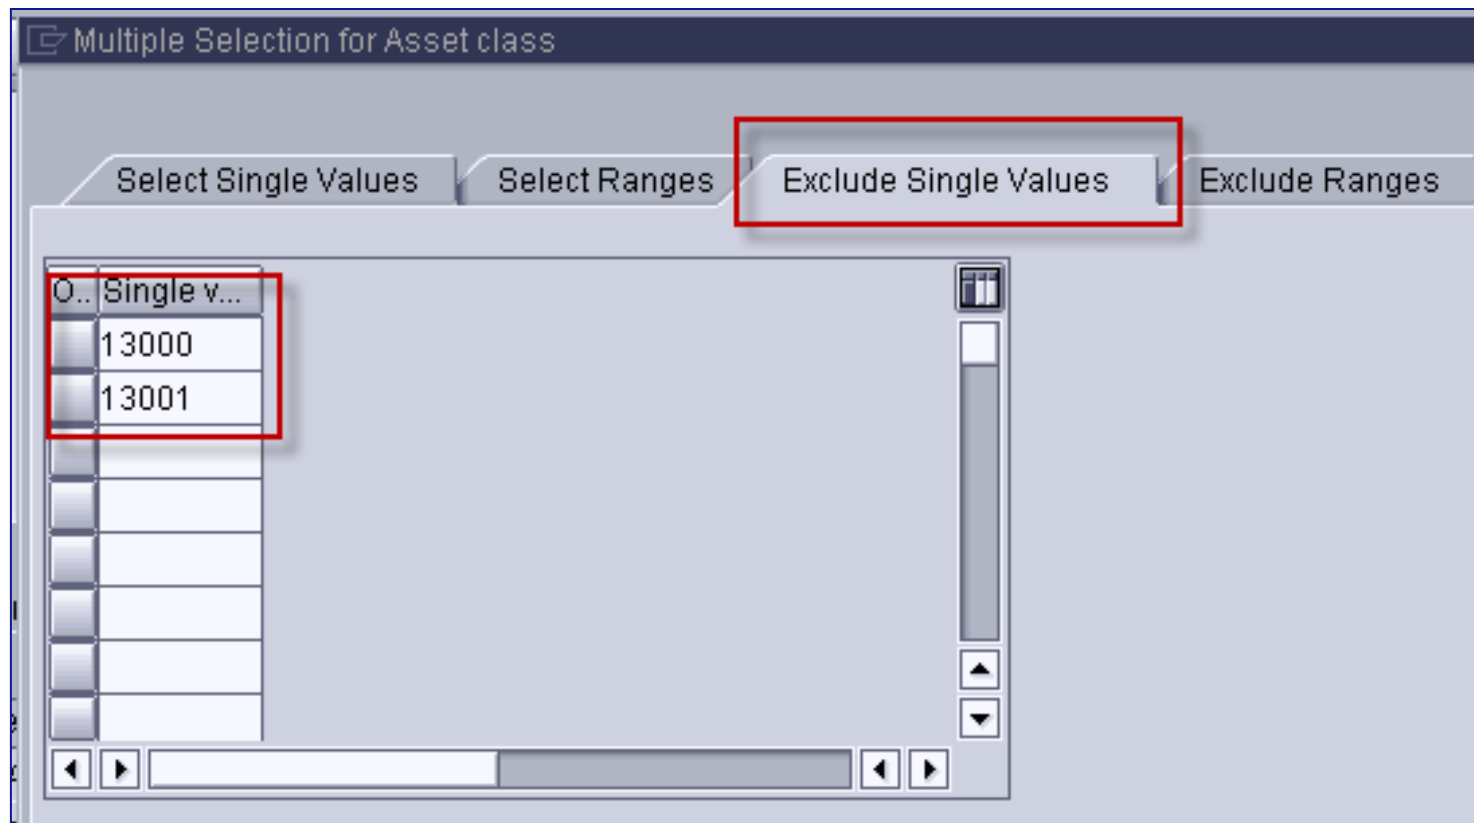 Multiple Selection for Asset class
Select Single Values Select Ranges Exclude Single Values Exclude Ranges
O.. Single v...
13000
13001